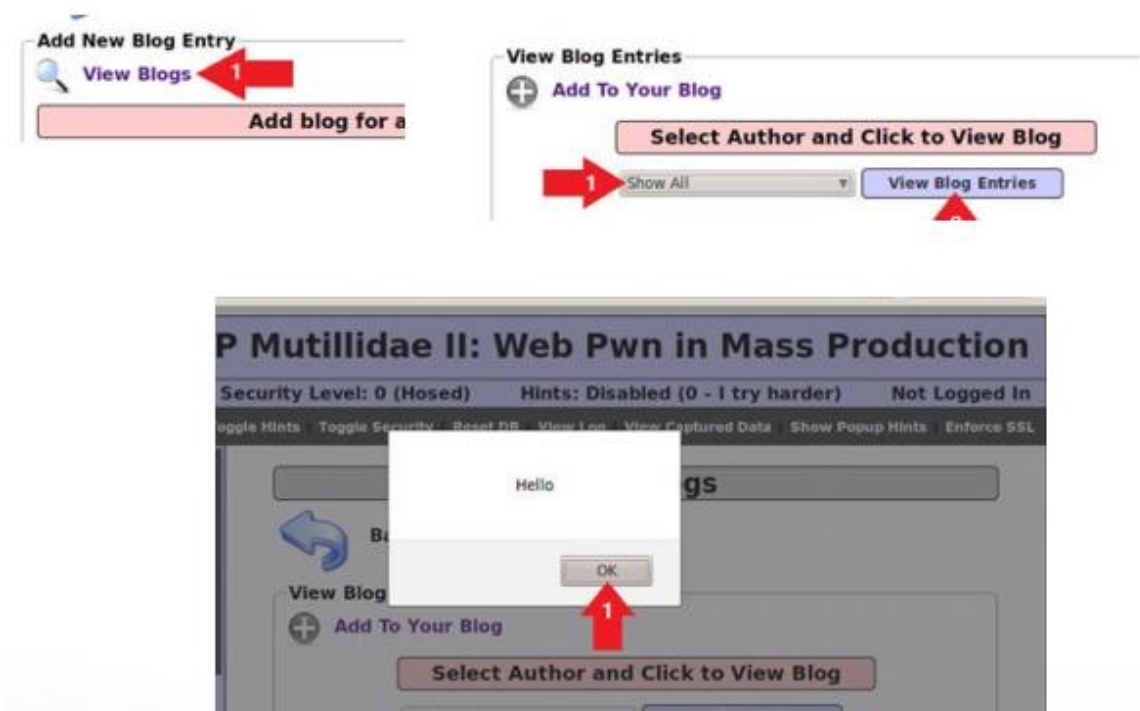 Add New Blog Entry
View Blogs
1
Add blog for a
View Blog Entries
Add To Your Blog
Select Author and Click to View Blog
1
Show All
View Blog Entries
P Mutillidae II: Web Pwn in Mass Production
Security Level: 0 (Hosed) Hints: Disabled (0 - I try harder) Not Logged In
oggle Hints Toggle Security Reset DB View Log View Captured Data Show Popup Hints Enforce SSL
Hello
gs
Ba
OK
View Blog
1
Add To Your Blog
Select Author and Click to View Blog